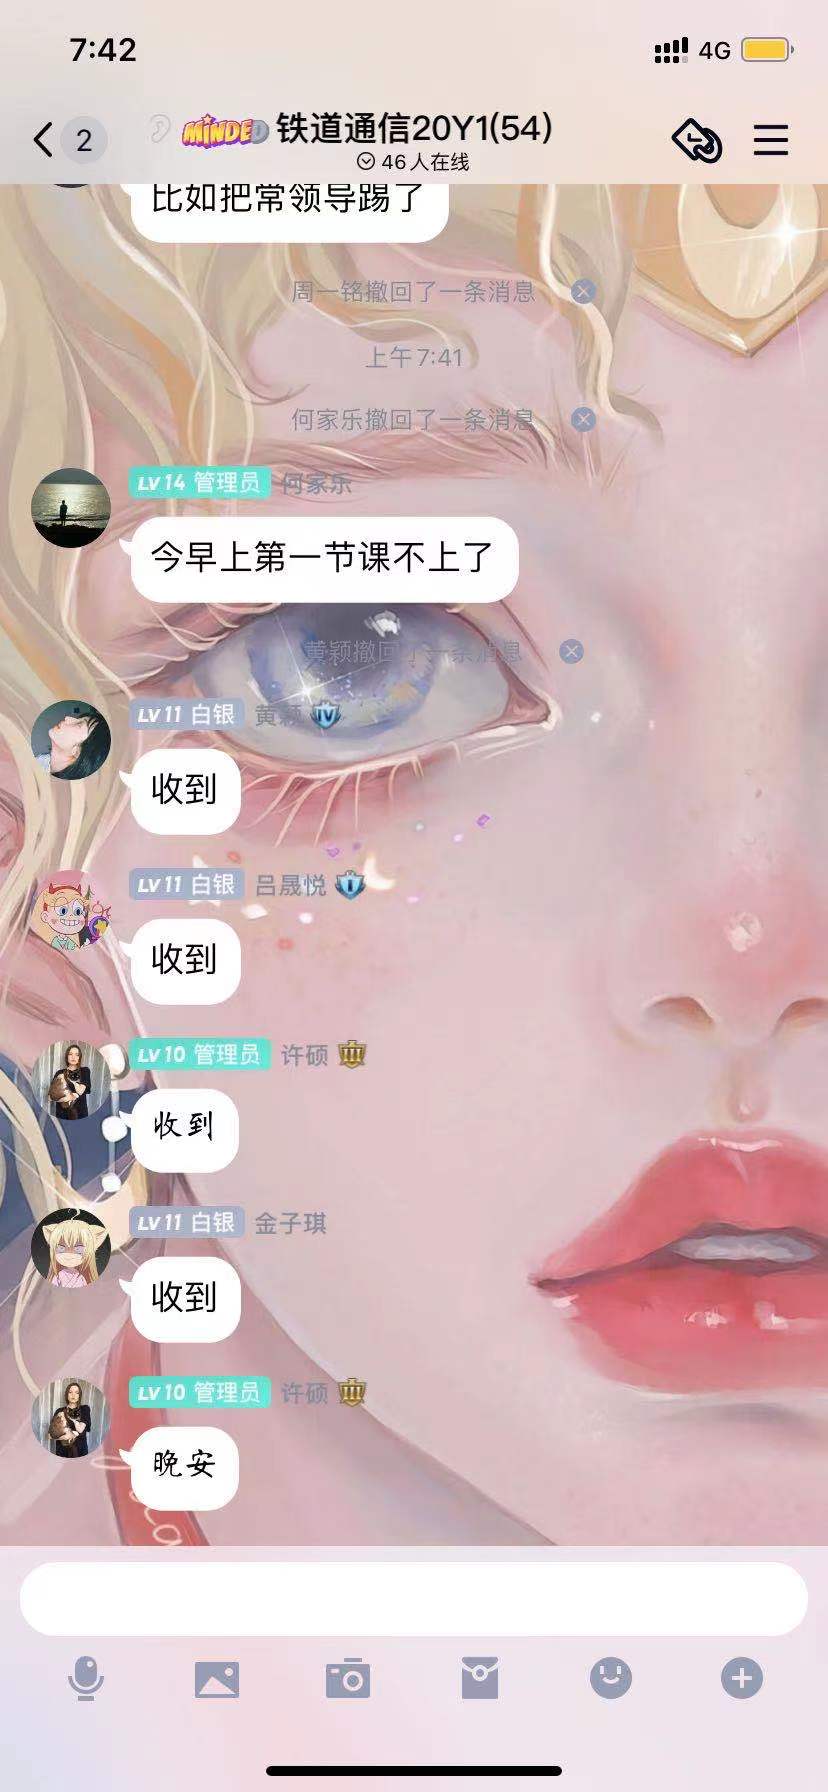 7:42
4G
2
MINDED 铁道通信20Y1(54)
46人在线
比如把常领导踢了
周一铭撤回了一条消息
上午7:41
何家乐撤回了一条消息
LV14 管理员 何家乐
今早上第一节课不上了
黄颖撤回了一条消息
LV11 白银 黄颖 IV
收到
LV11 白银 吕晟悦 I
收到
LV10 管理员 许硕 III
收到
LV11 白银 金子琪
收到
LV10 管理员 许硕 III
晚安